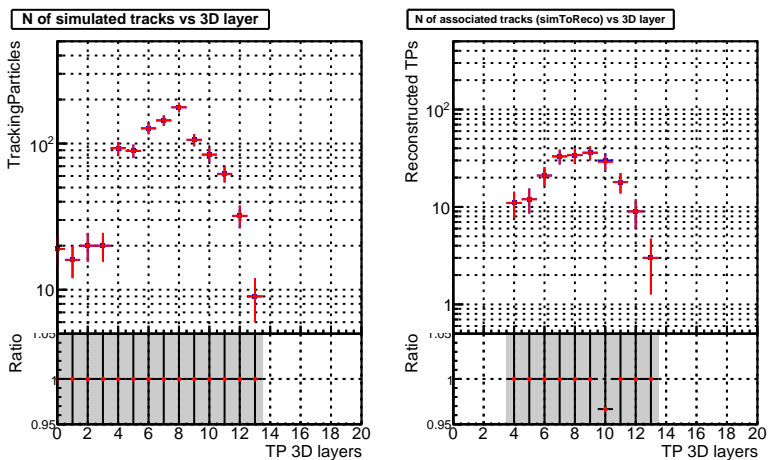 N of simulated tracks vs 3D layer
TrackingParticles
10²
10
Ratio
1.05
1
0.95
0 2 4 6 8 10 12 14 16 18 20
TP 3D layers
N of associated tracks (simToReco) vs 3D layer
Reconstructed TPs
10²
10
1
Ratio
1.05
1
0.95
0 2 4 6 8 10 12 14 16 18 20
TP 3D layers